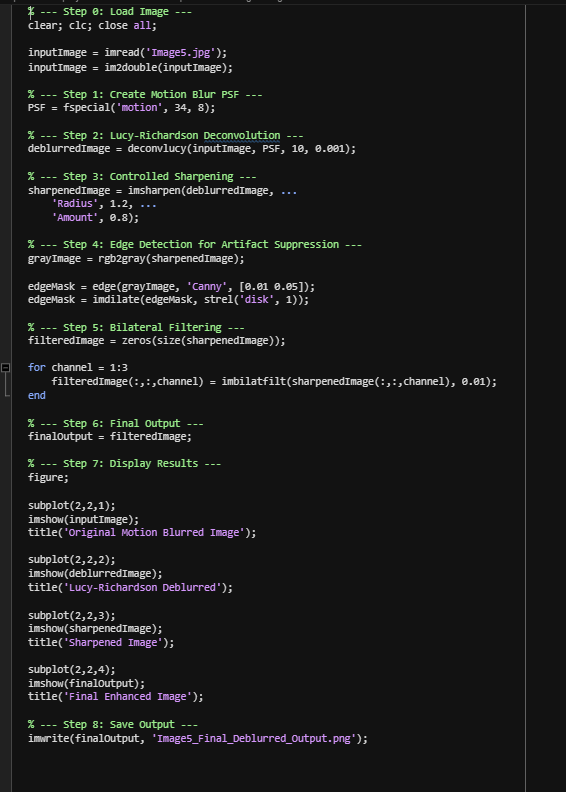 % --- Step 0: Load Image ---
clear; clc; close all;
inputImage = imread('Image5.jpg');
inputImage = im2double(inputImage);
% --- Step 1: Create Motion Blur PSF ---
PSF = fspecial('motion', 34, 8);
% --- Step 2: Lucy-Richardson Deconvolution ---
deblurredImage = deconvlucy(inputImage, PSF, 10, 0.001);
% --- Step 3: Controlled Sharpening ---
sharpenedImage = imsharpen(deblurredImage, ...
'Radius', 1.2, ...
'Amount', 0.8);
% --- Step 4: Edge Detection for Artifact Suppression ---
grayImage = rgb2gray(sharpenedImage);
edgeMask = edge(grayImage, 'Canny', [0.01 0.05]);
edgeMask = imdilate(edgeMask, strel('disk', 1));
% --- Step 5: Bilateral Filtering ---
filteredImage = zeros(size(sharpenedImage));
for channel = 1:3
filteredImage(:,:,channel) = imbilatfilt(sharpenedImage(:,:,channel), 0.01);
end
% --- Step 6: Final Output ---
finalOutput = filteredImage;
% --- Step 7: Display Results ---
figure;
subplot(2,2,1);
imshow(inputImage);
title('Original Motion Blurred Image');
subplot(2,2,2);
imshow(deblurredImage);
title('Lucy-Richardson Deblurred');
subplot(2,2,3);
imshow(sharpenedImage);
title('Sharpened Image');
subplot(2,2,4);
imshow(finalOutput);
title('Final Enhanced Image');
% --- Step 8: Save Output ---
imwrite(finalOutput, 'Image5_Final_Deblurred_Output.png');